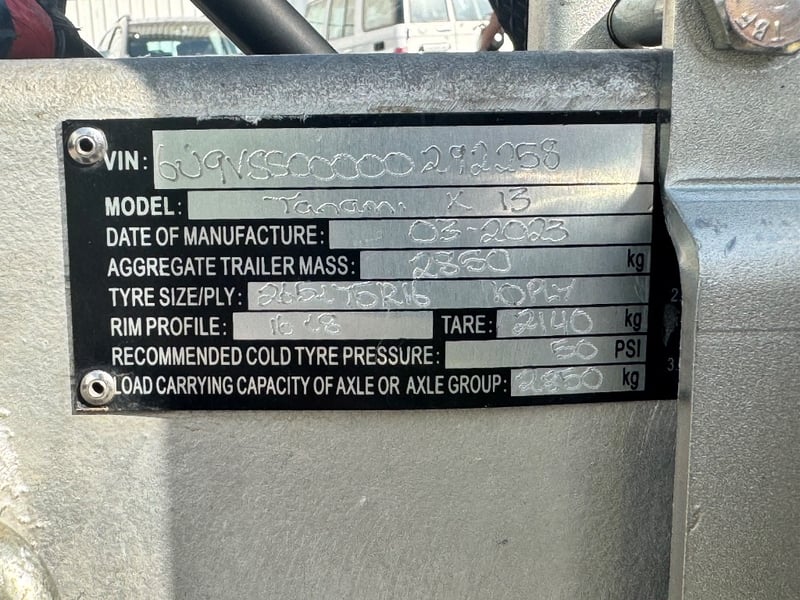 VIN: 6U9VSS00000292258
MODEL: Tanami X 13
DATE OF MANUFACTURE: 03-2023
AGGREGATE TRAILER MASS: 2850 kg
TYRE SIZE/PLY: 265/75R16 10PLY
RIM PROFILE: 16 x8 TARE: 2140 kg
RECOMMENDED COLD TYRE PRESSURE: 50 PSI
LOAD CARRYING CAPACITY OF AXLE OR AXLE GROUP: 2850 kg